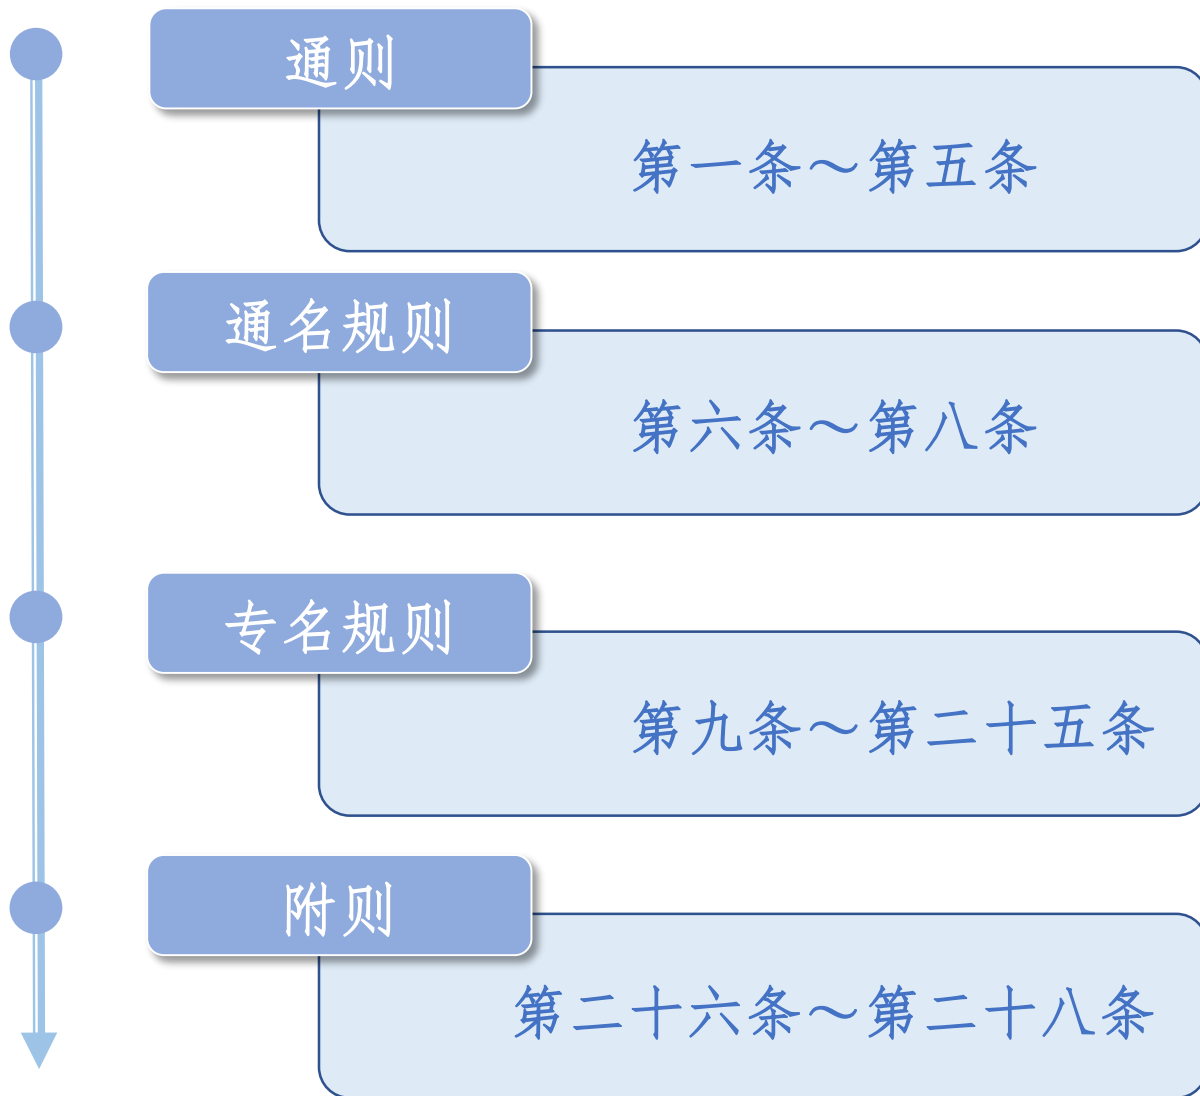 通则
第一条～第五条
通名规则
第六条～第八条
专名规则
第九条～第二十五条
附则
第二十六条～第二十八条